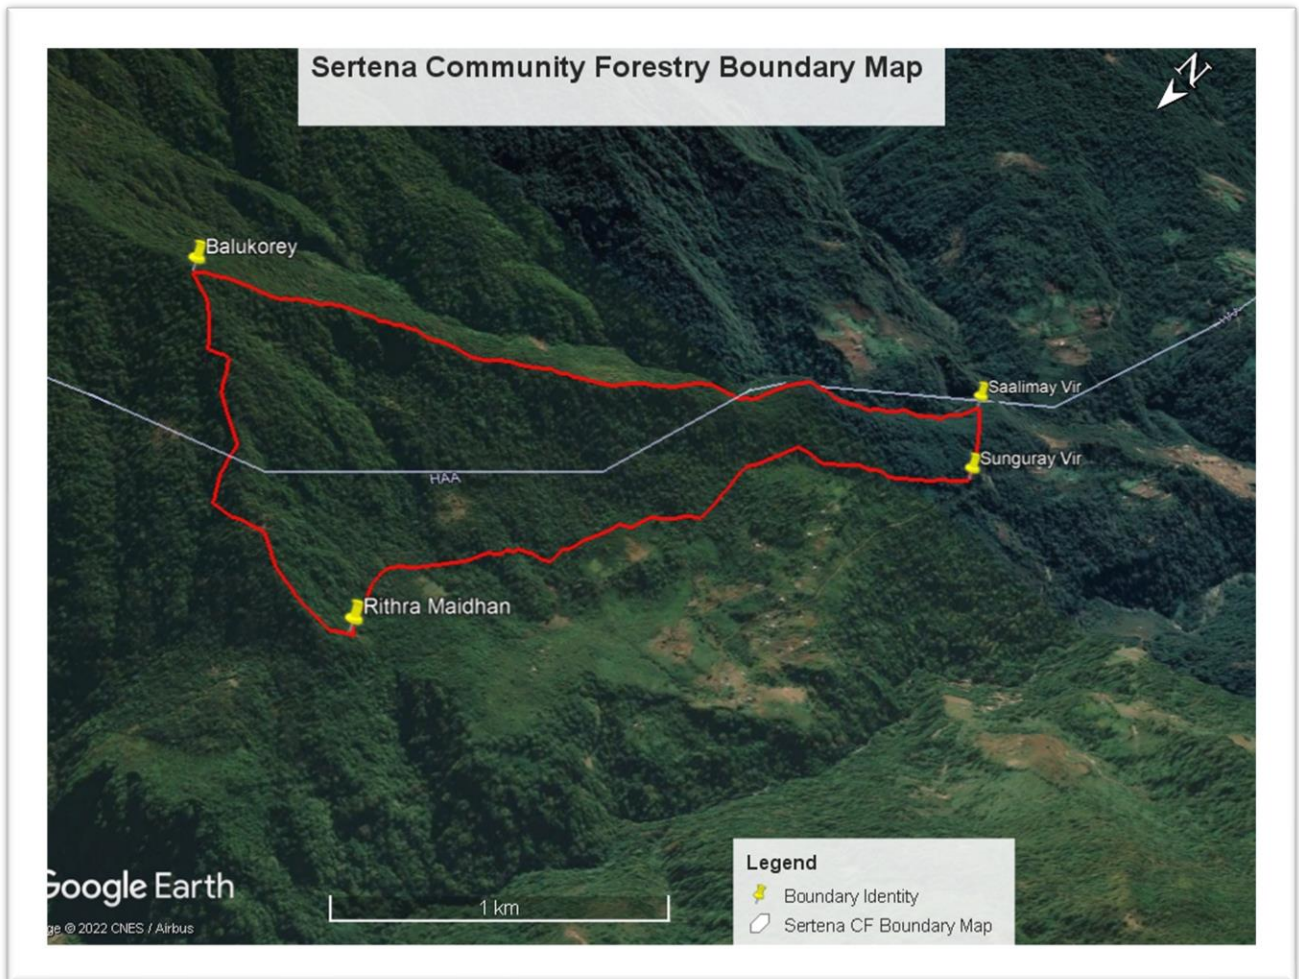 Sertena Community Forestry Boundary Map
N
Balukorey
HAA
Saalimay Vir
Sunguray Vir
HAA
Rithra Maidhan
Legend
Boundary Identity
Sertena CF Boundary Map
1 km
Google Earth
ge © 2022 CNES / Airbus